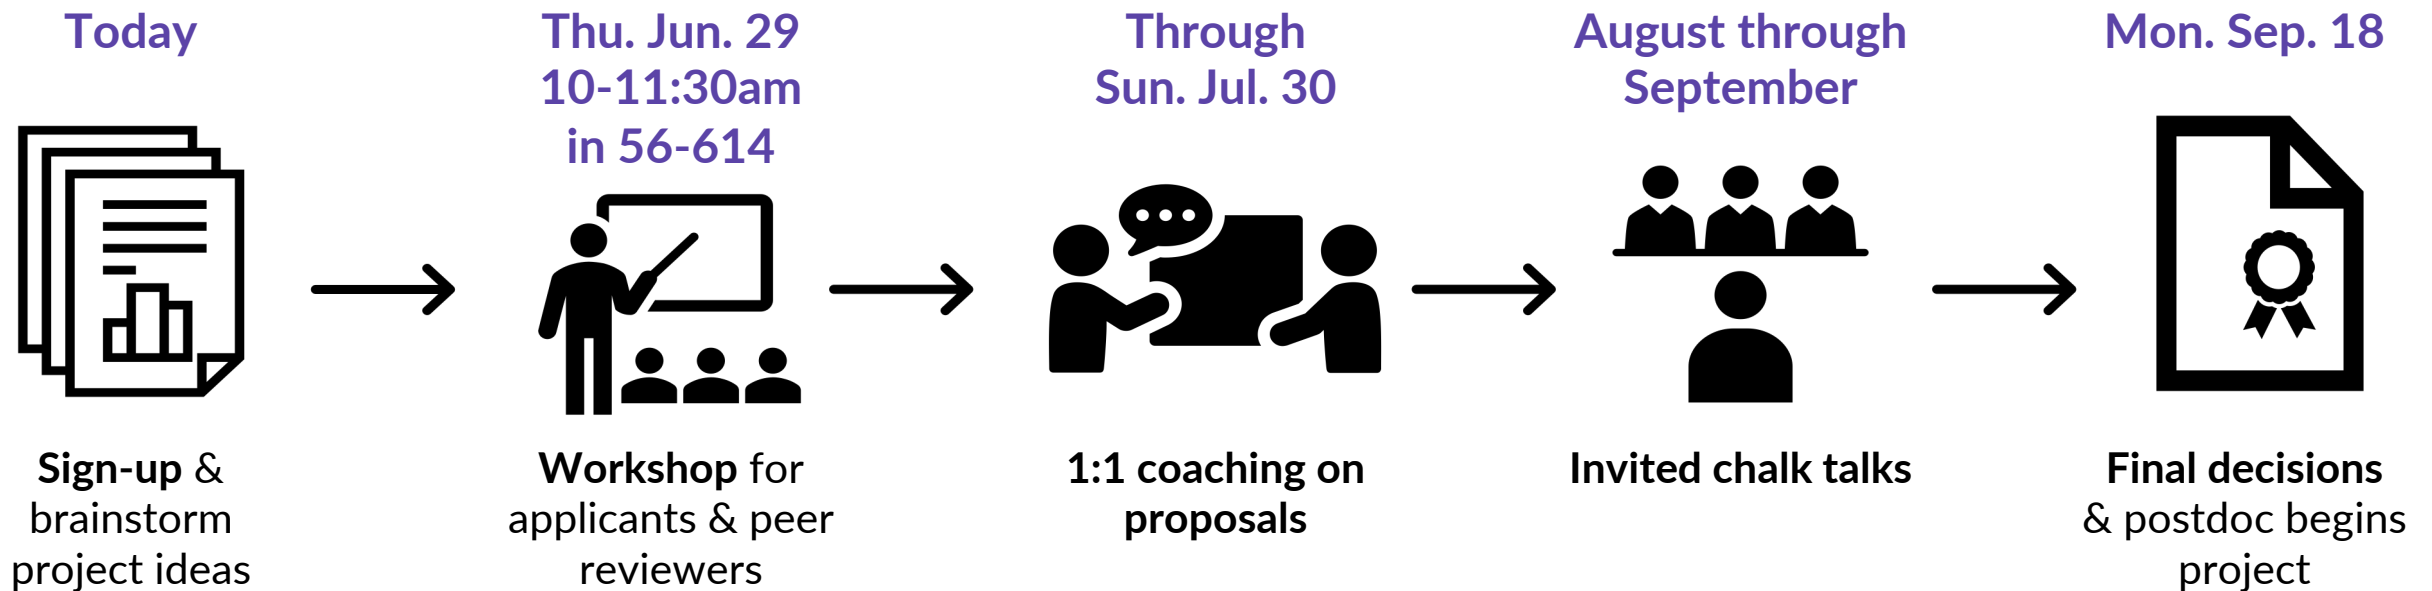 Today
Sign-up &
brainstorm
project ideas
Thu. Jun. 29
10-11:30am
in 56-614
Workshop for
applicants & peer
reviewers
Through
Sun. Jul. 30
1:1 coaching on
proposals
August through
September
Invited chalk talks
Mon. Sep. 18
Final decisions
& postdoc begins
project